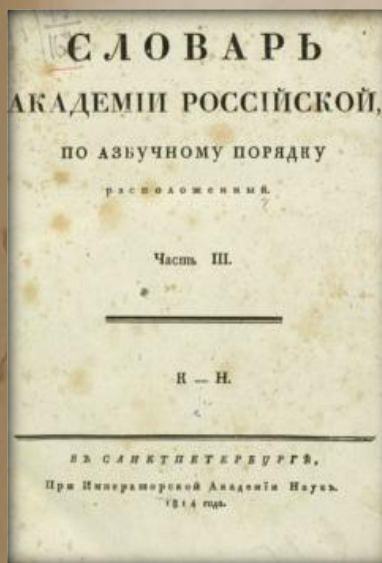 СЛОВАРЬ
АКАДЕМІИ РОССІЙСКОЙ,
ПО АЗБУЧНОМУ ПОРЯДКУ
расположенный.
Часть III.
К — Н.
ВЪ САНКТПЕТЕРБУРГѢ,
При Императорской Академіи Наукъ.
1814 года.